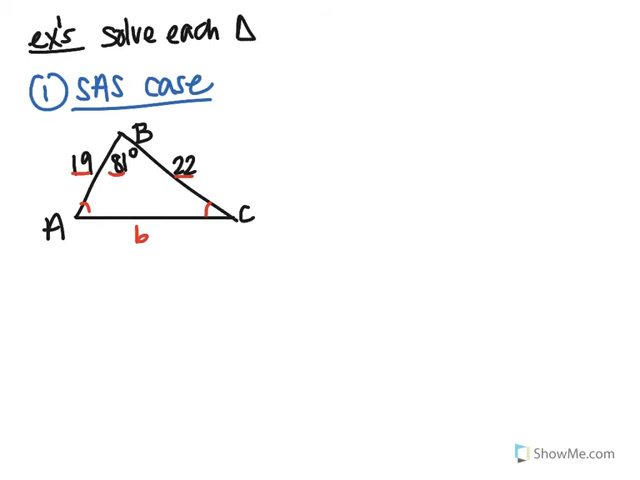 ex's solve each Δ
① SAS case
B
19 81° 22
A C
b
ShowMe.com